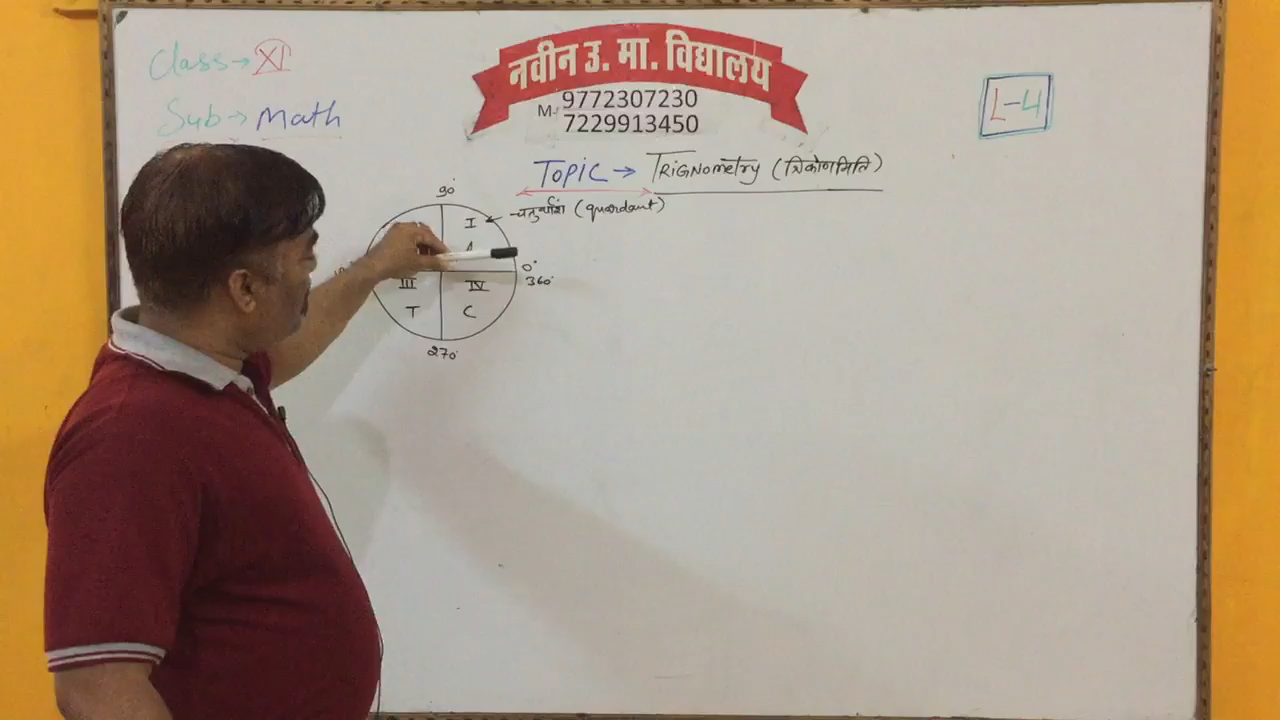 Class→XI
Sub→Math
नवीन उ. मा. विद्यालय
M- 9772307230
7229913450
L-4
TOPIC → TRIGNOMETRY (त्रिकोणमिति)
चतुर्थांश (quardant)
90°
I
A
0°
360°
III
IV
T
C
270°